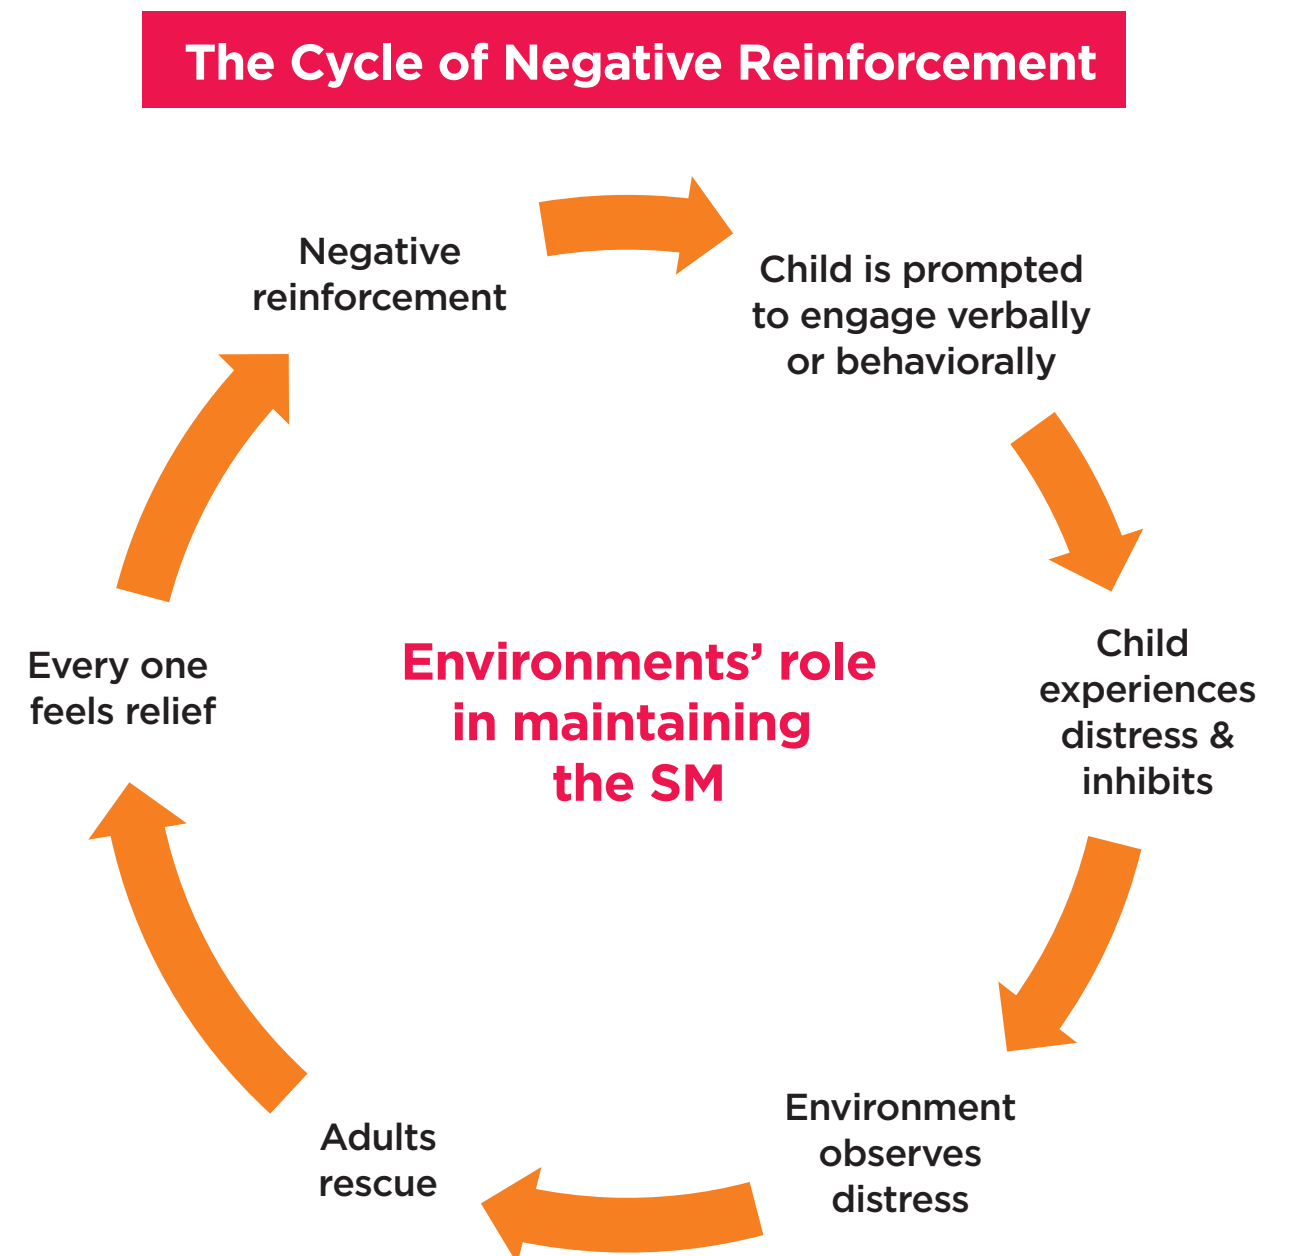 The Cycle of Negative Reinforcement
Negative
reinforcement
Child is prompted
to engage verbally
or behaviorally
Child
experiences
distress &
inhibits
Environment
observes
distress
Adults
rescue
Every one
feels relief
Environments’ role
in maintaining
the SM